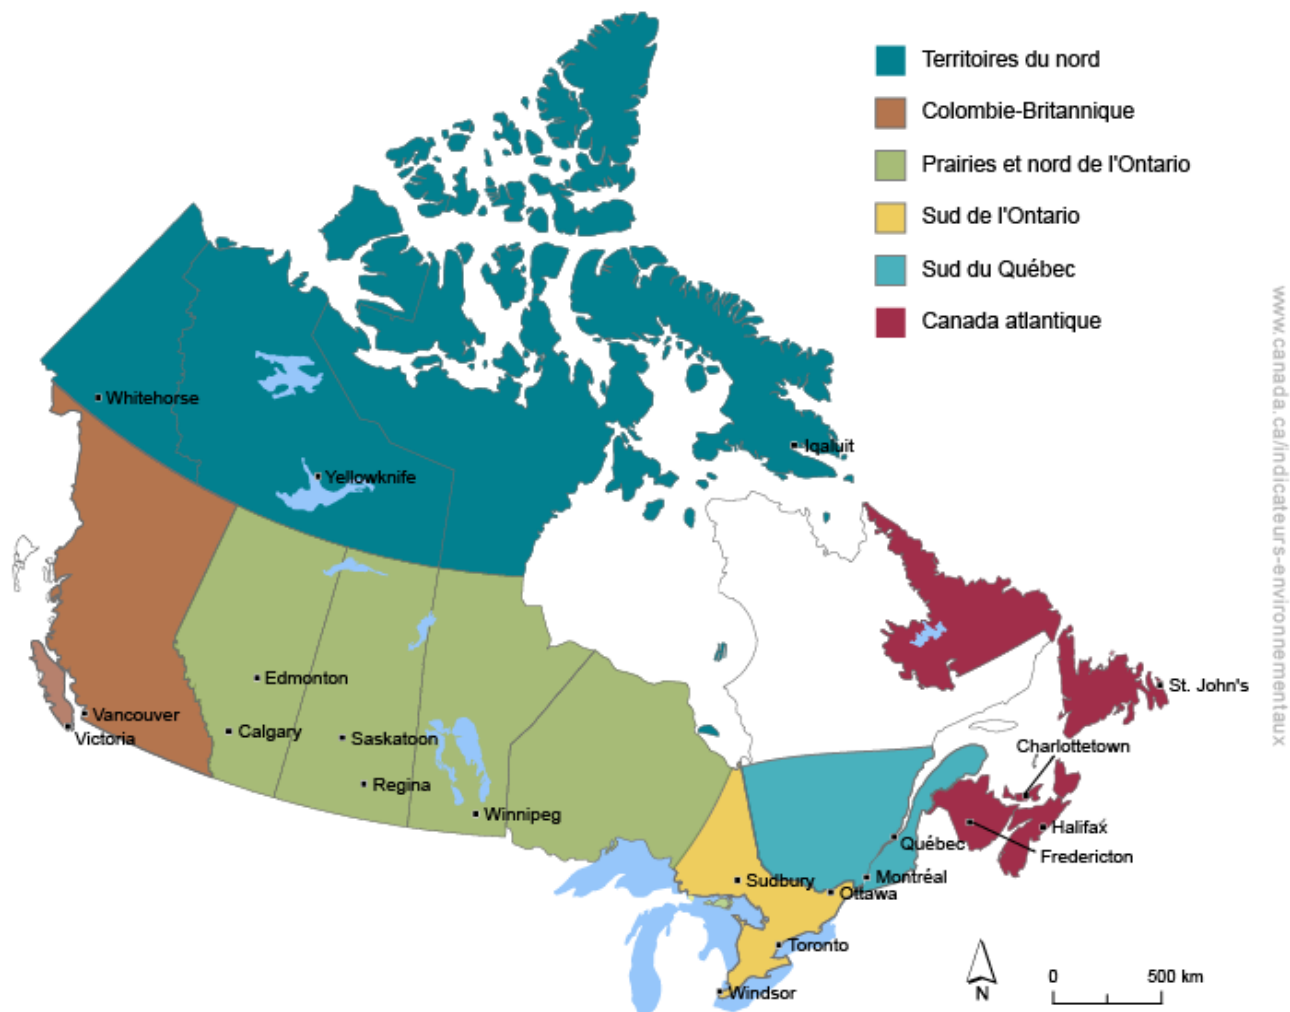 Territoires du nord
Colombie-Britannique
Prairies et nord de l'Ontario
Sud de l'Ontario
Sud du Québec
Canada atlantique
www.canada.ca/indicateurs-environnementaux
Whitehorse
Yellowknife
Iqaluit
Edmonton
Vancouver
Victoria
Calgary
Saskatoon
Regina
Winnipeg
St. John's
Charlottetown
Halifax
Fredericton
Québec
Montréal
Ottawa
Sudbury
Toronto
Windsor
N
0 500 km